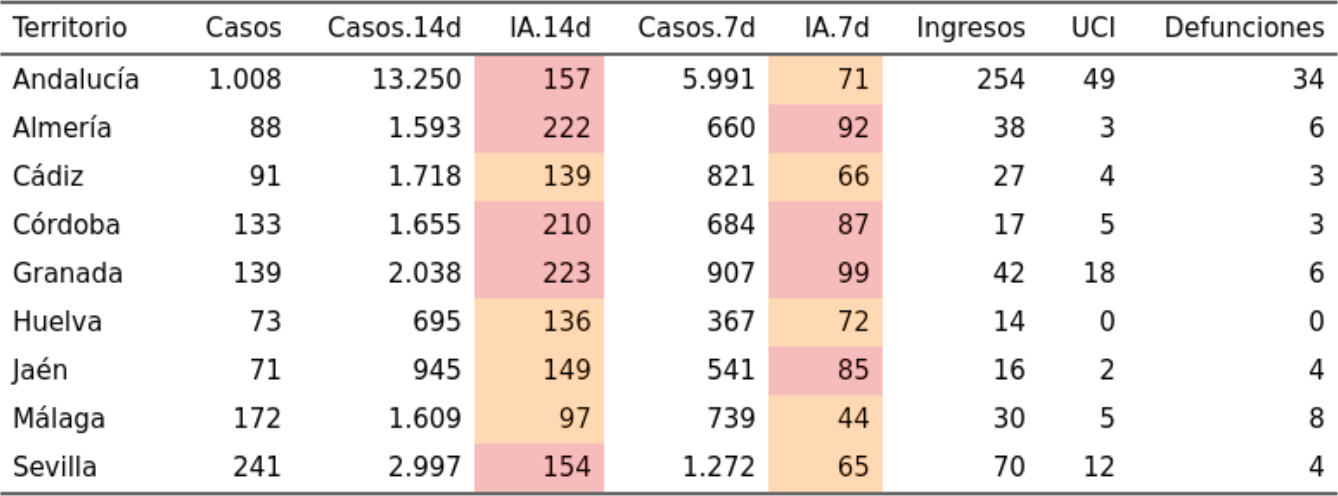 Territorio Casos Casos.14d IA.14d Casos.7d IA.7d Ingresos UCI Defunciones
Andalucía 1.008 13.250 157 5.991 71 254 49 34
Almería 88 1.593 222 660 92 38 3 6
Cádiz 91 1.718 139 821 66 27 4 3
Córdoba 133 1.655 210 684 87 17 5 3
Granada 139 2.038 223 907 99 42 18 6
Huelva 73 695 136 367 72 14 0 0
Jaén 71 945 149 541 85 16 2 4
Málaga 172 1.609 97 739 44 30 5 8
Sevilla 241 2.997 154 1.272 65 70 12 4